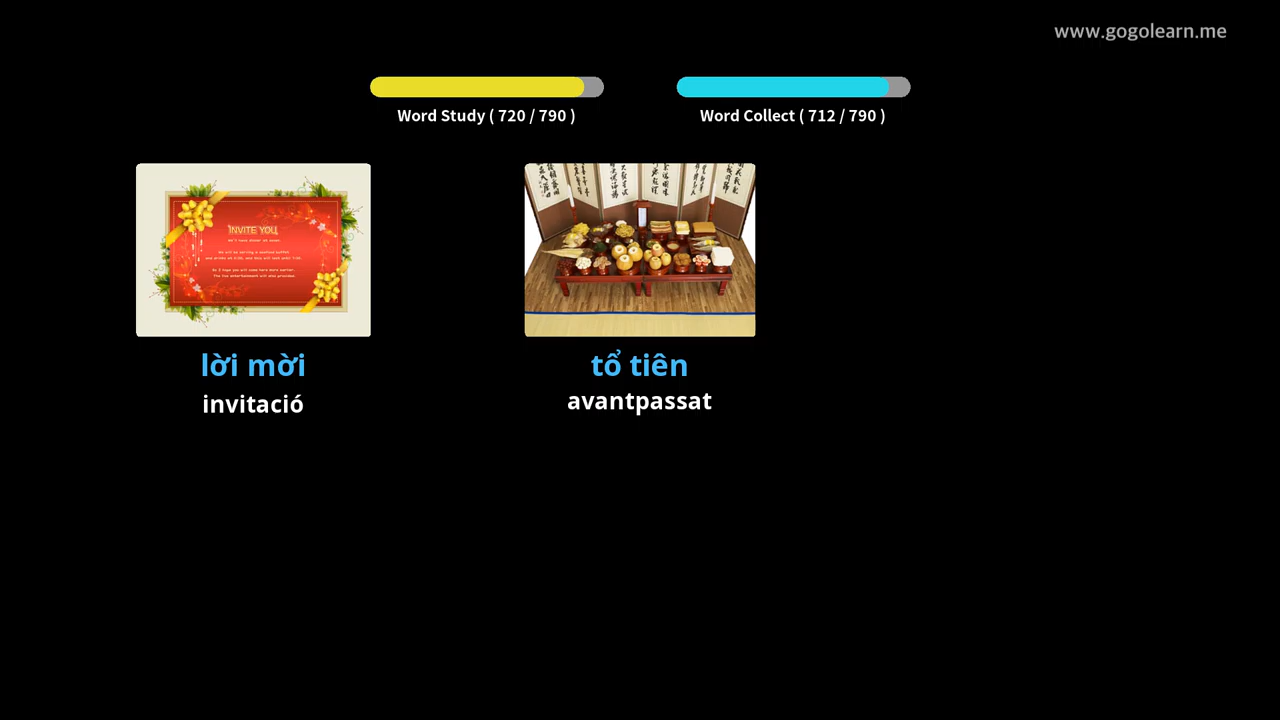 www.gogolearn.me
Word Study ( 720 / 790 )
Word Collect ( 712 / 790 )
INVITE YOU
lời mời
tổ tiên
invitació
avantpassat